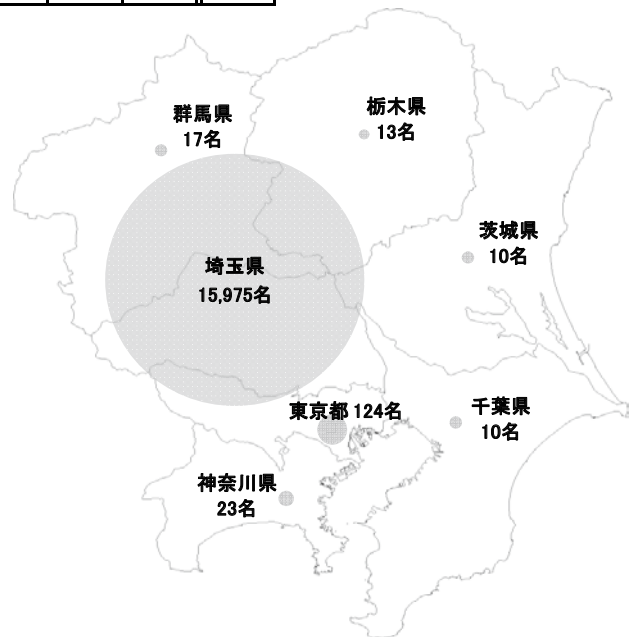 群馬県
17名
栃木県
13名
茨城県
10名
埼玉県
15,975名
東京都 124名
千葉県
10名
神奈川県
23名